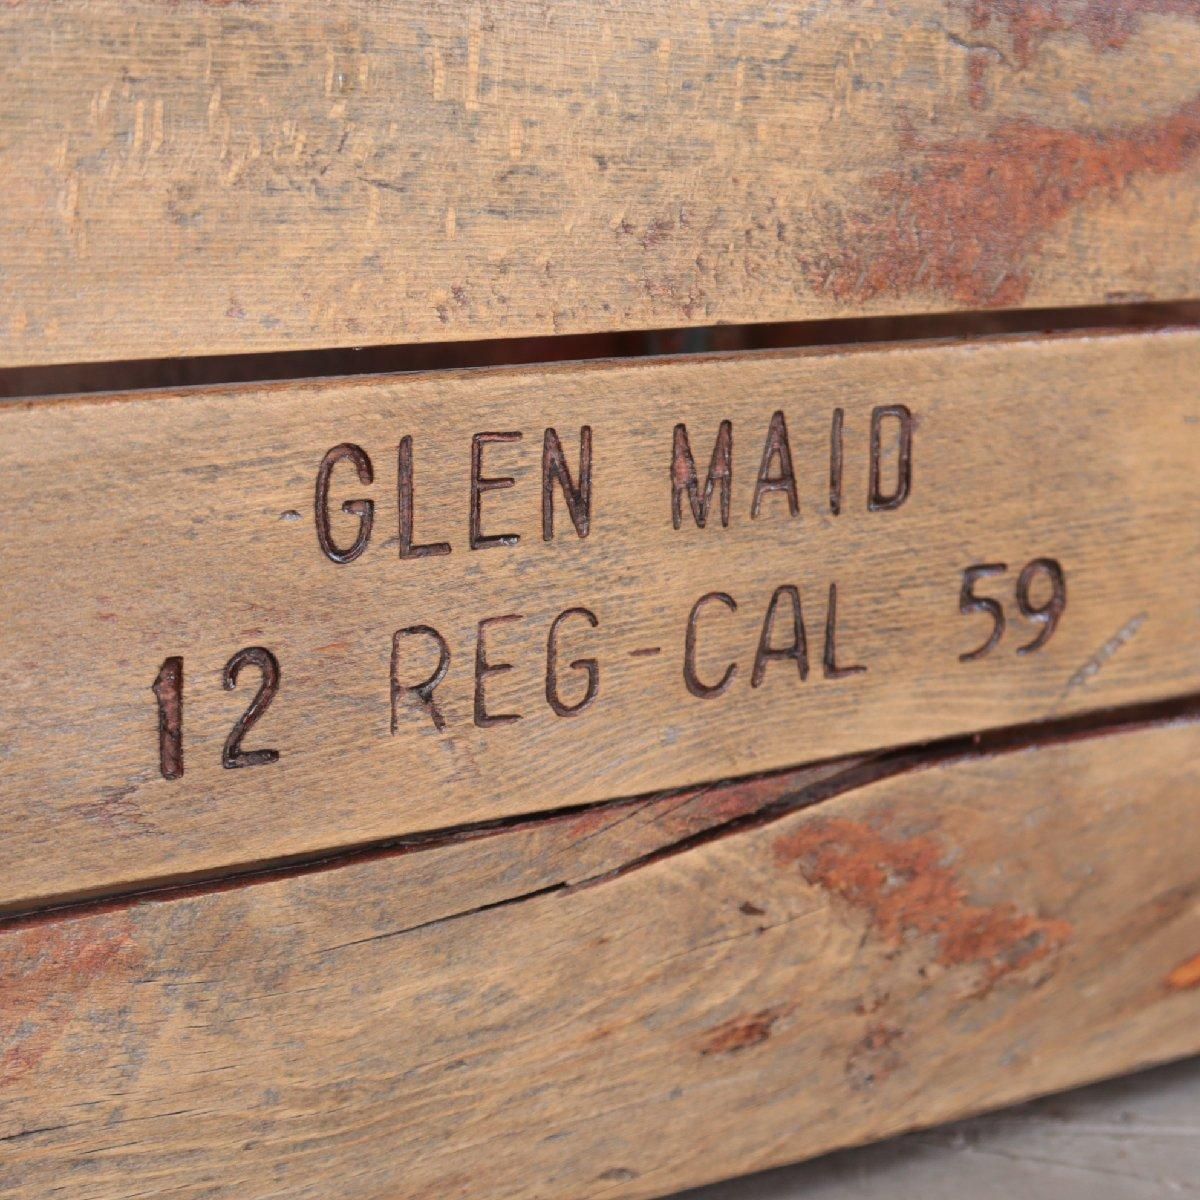 GLEN MAID
12 REG-CAL 59